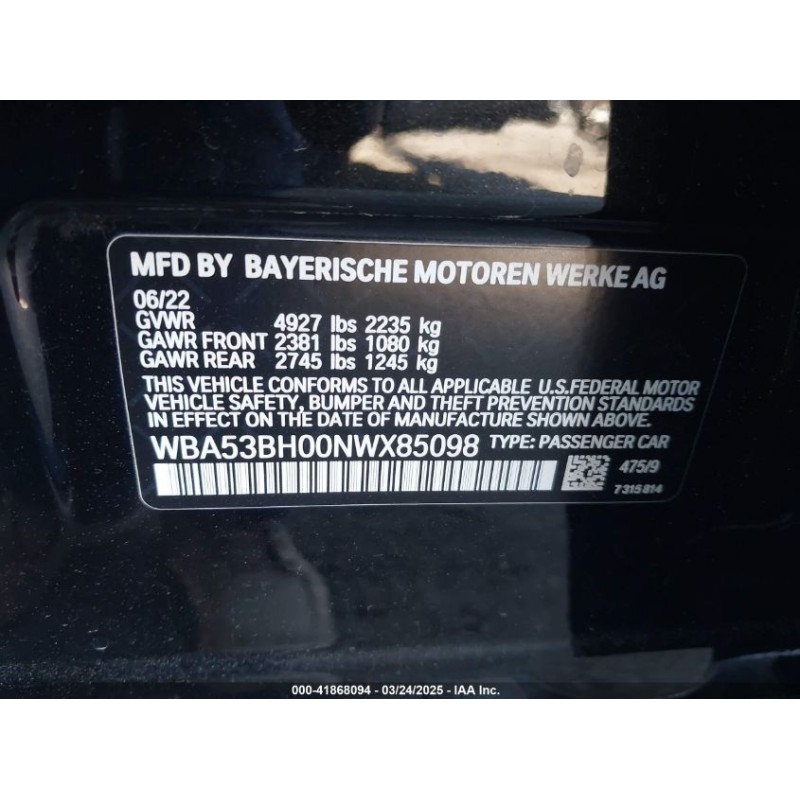 MFD BY BAYERISCHE MOTOREN WERKE AG
06/22
GVWR 4927 lbs 2235 kg
GAWR FRONT 2381 lbs 1080 kg
GAWR REAR 2745 lbs 1245 kg
THIS VEHICLE CONFORMS TO ALL APPLICABLE U.S.FEDERAL MOTOR
VEHICLE SAFETY, BUMPER AND THEFT PREVENTION STANDARDS
IN EFFECT ON THE DATE OF MANUFACTURE SHOWN ABOVE.
WBA53BH00NWX85098 TYPE: PASSENGER CAR
475/9
7315814
000-41868094 - 03/24/2025 - IAA Inc.